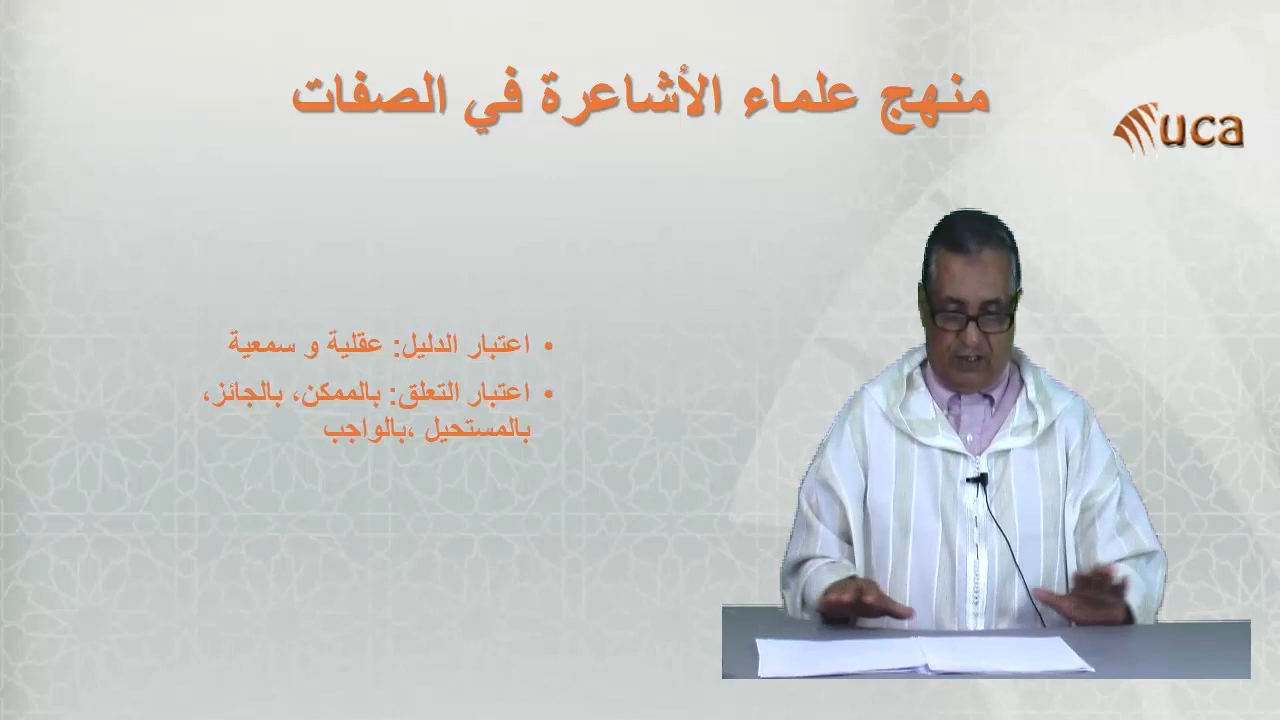 منهج علماء الأشاعرة في الصفات
uca
• اعتبار الدليل: عقلية و سمعية
• اعتبار التعلق: بالممكن، بالجائز،
بالمستحيل ،بالواجب